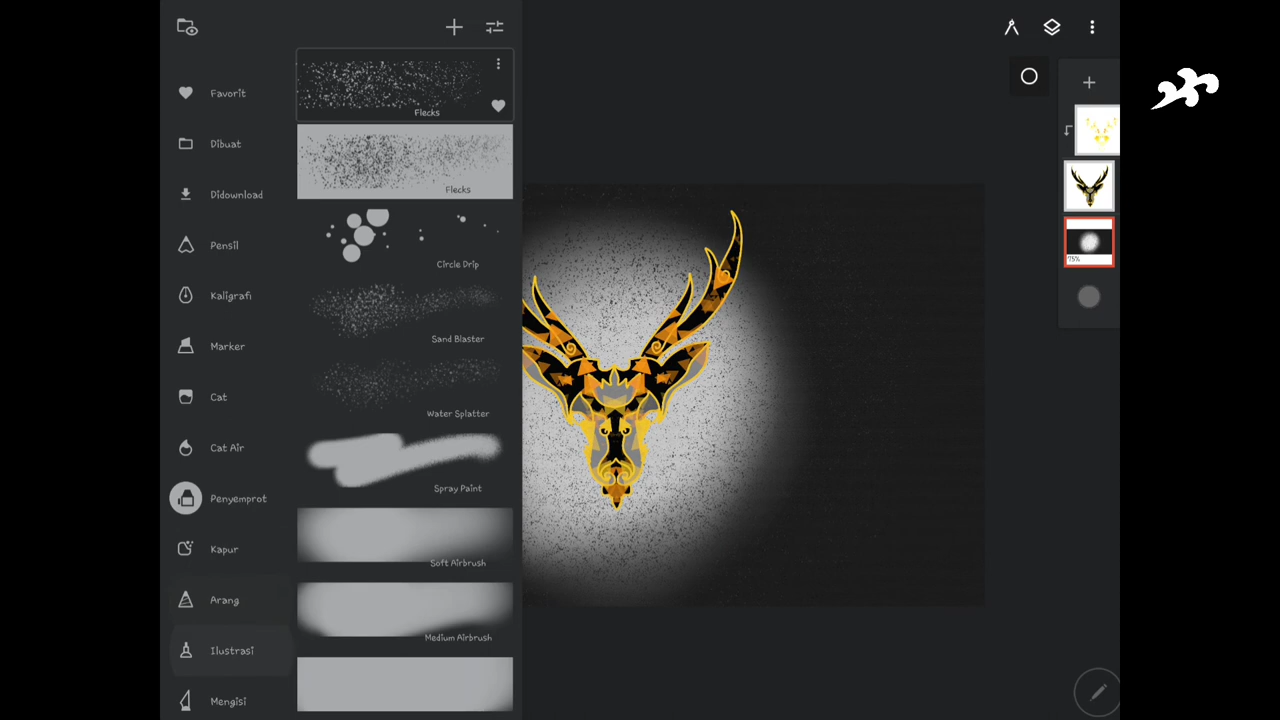 Favorit
Dibuat
Didownload
Pensil
Kaligrafi
Marker
Cat
Cat Air
Penyemprot
Kapur
Arang
Ilustrasi
Mengisi
Flecks
Flecks
Circle Drip
Sand Blaster
Water Splatter
Spray Paint
Soft Airbrush
Medium Airbrush
75%